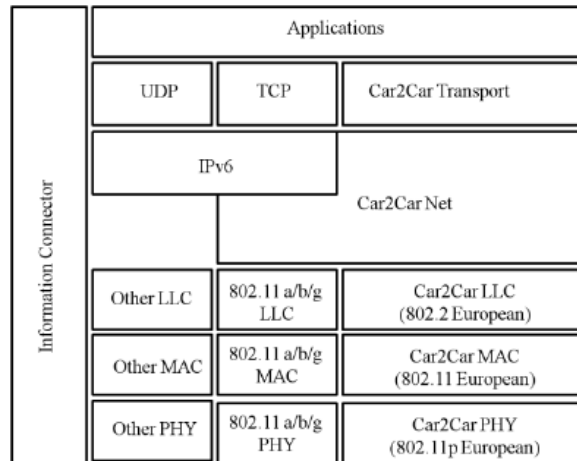 Information Connector
Applications
UDP
TCP
Car2Car Transport
IPv6
Car2Car Net
Other LLC
802.11 a/b/g
LLC
Car2Car LLC
(802.2 European)
Other MAC
802.11 a/b/g
MAC
Car2Car MAC
(802.11 European)
Other PHY
802.11 a/b/g
PHY
Car2Car PHY
(802.11p European)